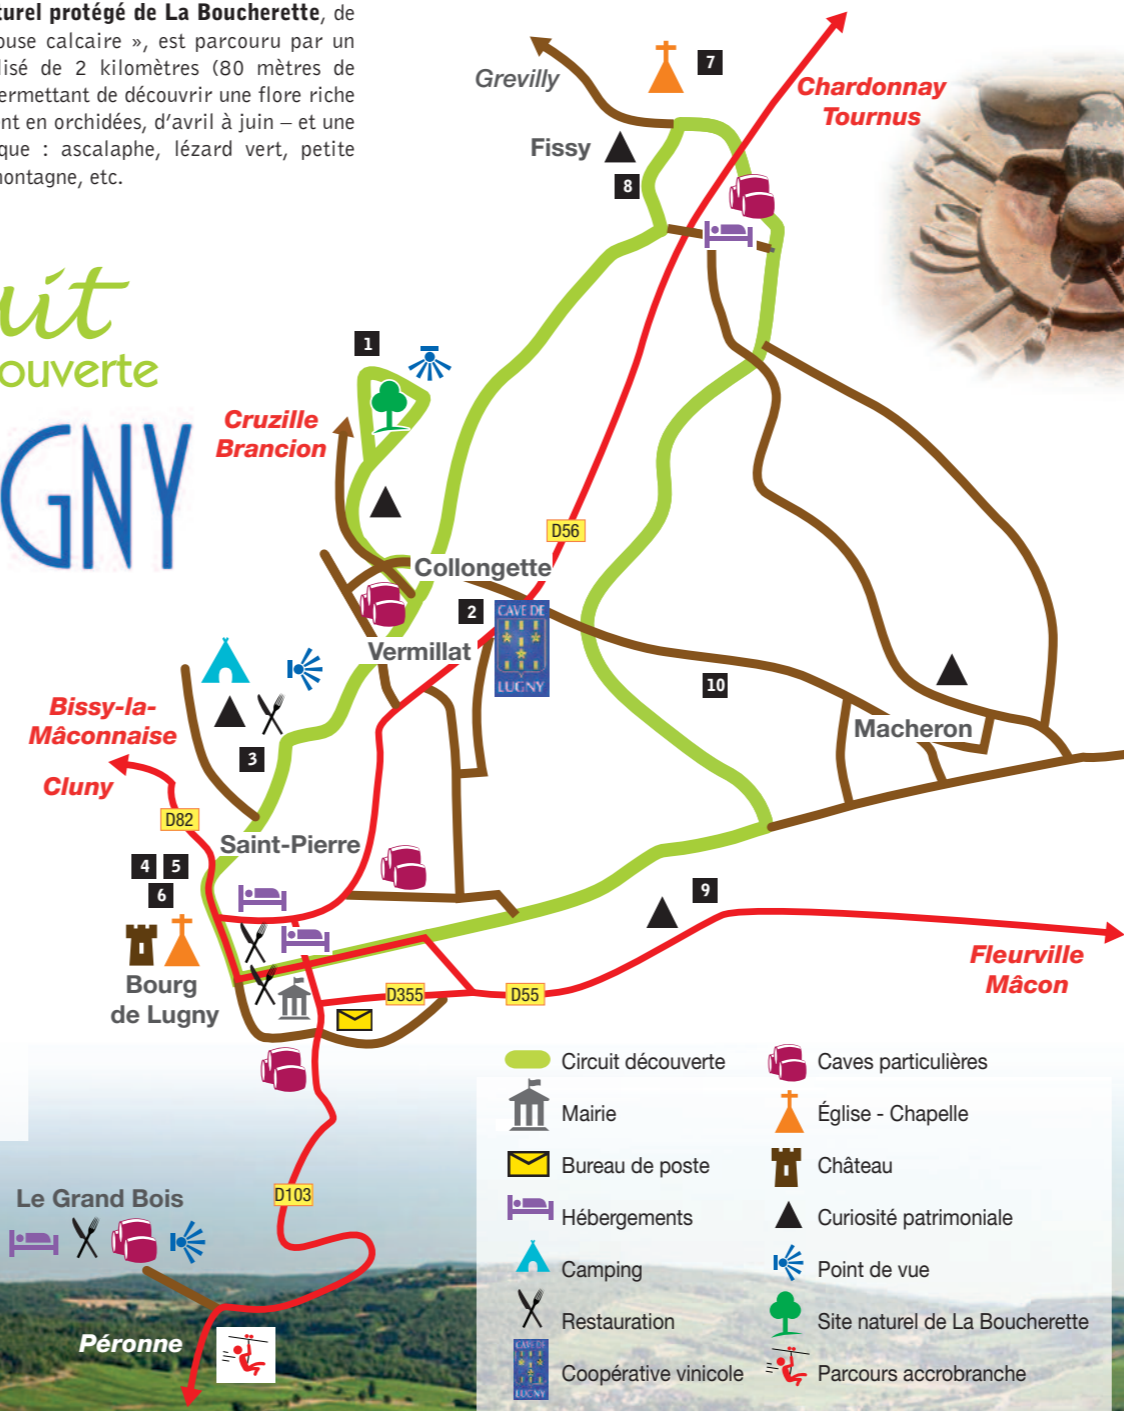 turel protégé de La Boucherette, de
ouse calcaire », est parcouru par un
lisé de 2 kilomètres (80 mètres de
ermettant de découvrir une flore riche
nt en orchidées, d'avril à juin – et une
que : ascalaphe, lézard vert, petite
montagne, etc.
uit
ouverte
GNY
Grevilly
7
Chardonnay
Tournus
Fissy
8
1
Cruzille
Brancion
D56
Collongette
2
CAVE DE
LUGNY
Vermillat
10
Bissy-la-
Mâconnaise
3
Macheron
Cluny
D82
Saint-Pierre
4 5
6
9
Bourg
de Lugny
D355
D55
Fleurville
Mâcon
Circuit découverte
Mairie
Bureau de poste
Hébergements
Camping
Restauration
CAVE DE
LUGNY
Coopérative vinicole
Caves particulières
Église - Chapelle
Château
Curiosité patrimoniale
Point de vue
Site naturel de La Boucherette
Parcours accrobranche
D103
Le Grand Bois
Péronne